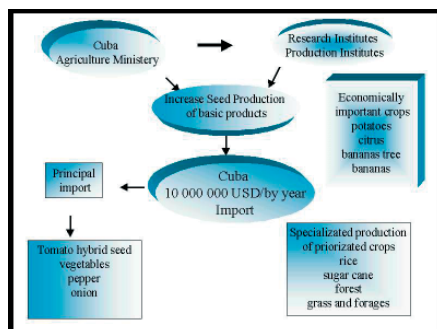 Cuba
Agriculture Ministery
Research Institutes
Production Institutes
Increase Seed Production
of basic products
Economically
important crops
potatoes
citrus
bananas tree
bananas
Principal
import
Cuba
10 000 000 USD/by year
Import
Tomato hybrid seed
vegetables
pepper
onion
Specializated production
of priorizated crops
rice
sugar cane
forest
grass and forages